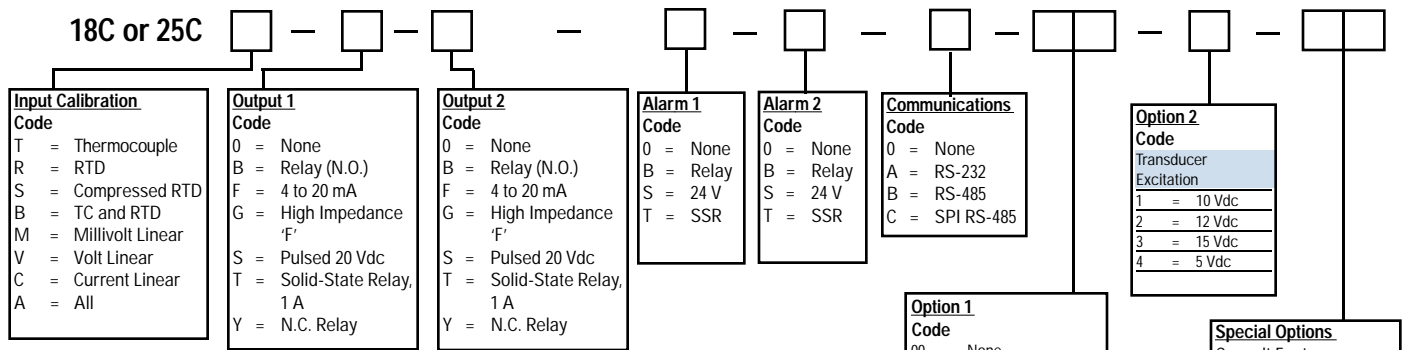 18C or 25C — — — — — — — —
Input Calibration
Code
T = Thermocouple
R = RTD
S = Compressed RTD
B = TC and RTD
M = Millivolt Linear
V = Volt Linear
C = Current Linear
A = All
Output 1
Code
0 = None
B = Relay (N.O.)
F = 4 to 20 mA
G = High Impedance
‘F’
S = Pulsed 20 Vdc
T = Solid-State Relay,
1 A
Y = N.C. Relay
Output 2
Code
0 = None
B = Relay (N.O.)
F = 4 to 20 mA
G = High Impedance
‘F’
S = Pulsed 20 Vdc
T = Solid-State Relay,
1 A
Y = N.C. Relay
Alarm 1
Code
0 = None
B = Relay
S = 24 V
T = SSR
Alarm 2
Code
0 = None
B = Relay
S = 24 V
T = SSR
Communications
Code
0 = None
A = RS-232
B = RS-485
C = SPI RS-485
Option 1
Code
Option 2
Code
Transducer
Excitation
1 = 10 Vdc
2 = 12 Vdc
3 = 15 Vdc
4 = 5 Vdc
Special Options